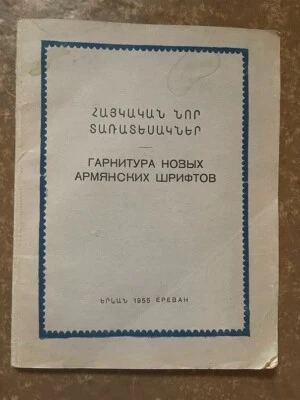 ՀԱՅԿԱԿԱՆ ՆՈՐ
ՏԱՌԱՏԵՍԱԿՆԵՐ
ГАРНИТУРА НОВЫХ
АРМЯНСКИХ ШРИФТОВ
ԵՐԵՎԱՆ 1955 ЕРЕВАН